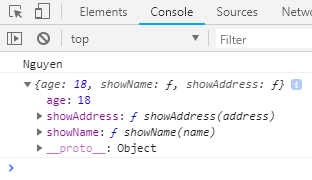 Elements Console Sources Network
top Filter
Nguyen
{age: 18, showName: ƒ, showAddress: ƒ} i
age: 18
showAddress: ƒ showAddress(address)
showName: ƒ showName(name)
__proto__: Object